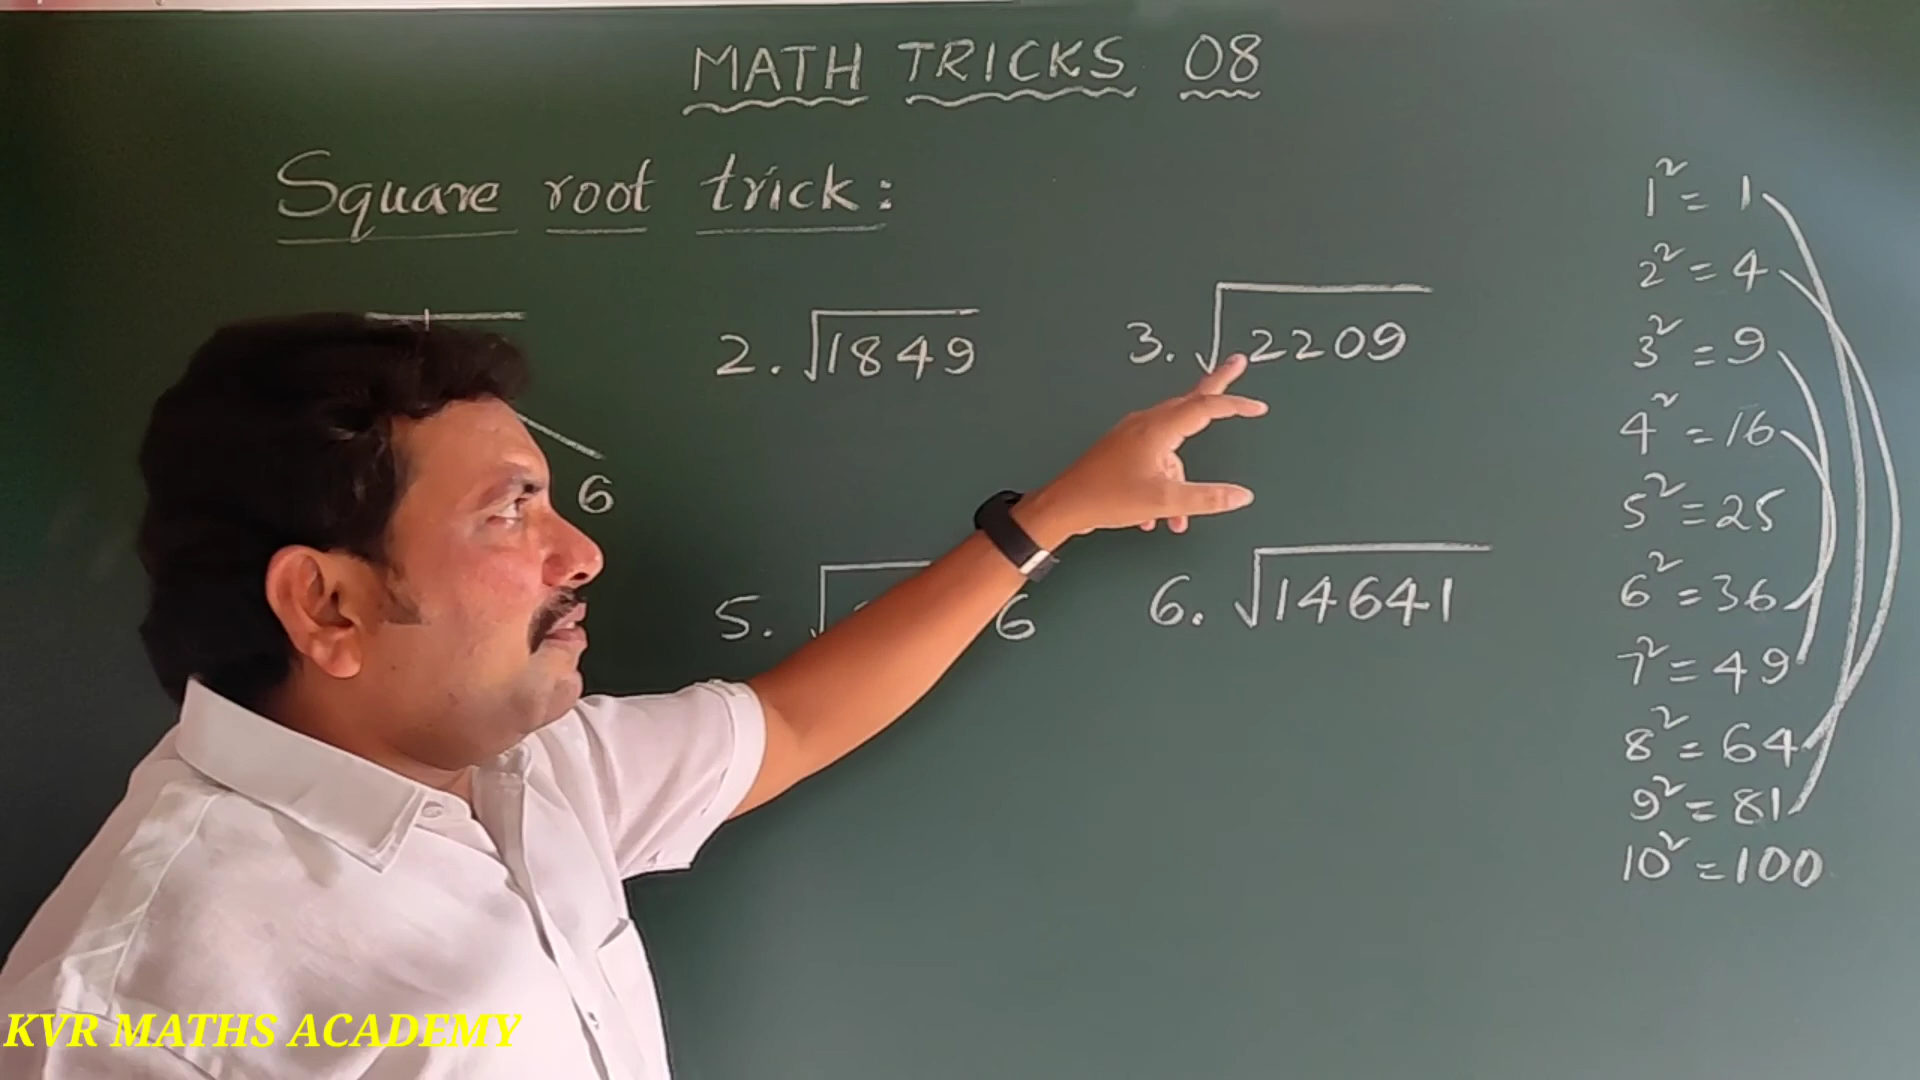 MATH TRICKS 08
Square root trick:
2. √1849
3. √2209
6
5. √ 6
6. √14641
1² = 1
2² = 4
3² = 9
4² = 16
5² = 25
6² = 36
7² = 49
8² = 64
9² = 81
10² = 100
KVR MATHS ACADEMY